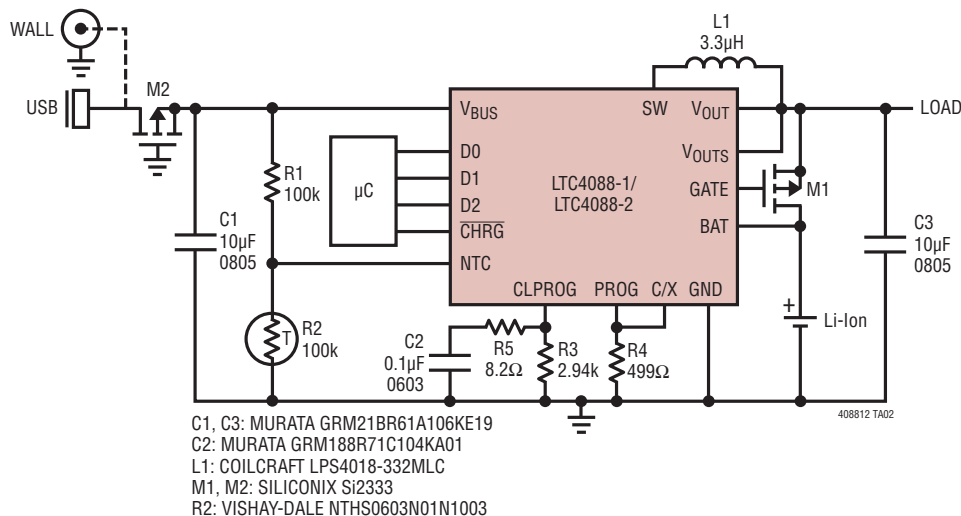 WALL
USB
M2
L1
3.3µH
VBUS
SW
VOUT
LOAD
D0
D1
D2
CHRG
NTC
VOUTS
GATE
BAT
LTC4088-1/
LTC4088-2
µC
R1
100k
C1
10µF
0805
T
R2
100k
M1
C3
10µF
0805
CLPROG
PROG
C/X
GND
+
Li-Ion
C2
0.1µF
0603
R5
8.2Ω
R3
2.94k
R4
499Ω
408812 TA02
C1, C3: MURATA GRM21BR61A106KE19
C2: MURATA GRM188R71C104KA01
L1: COILCRAFT LPS4018-332MLC
M1, M2: SILICONIX Si2333
R2: VISHAY-DALE NTHS0603N01N1003